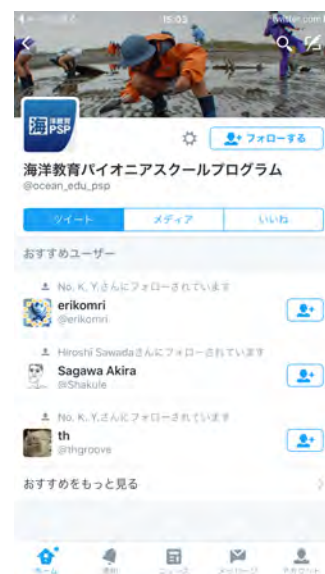 15:03
海 海洋教育
PSP
フォローする
海洋教育パイオニアスクールプログラム
@ocean_edu_psp
ツイート メディア いいね
おすすめユーザー
No. K. Y.さんにフォローされています
erikomri
@erikomri
Hiroshi Sawadaさんにフォローされています
Sagawa Akira
@Shakule
No. K. Y.さんにフォローされています
th
@thgroove
おすすめをもっと見る
ホーム 通知 ニュース メッセージ アカウント